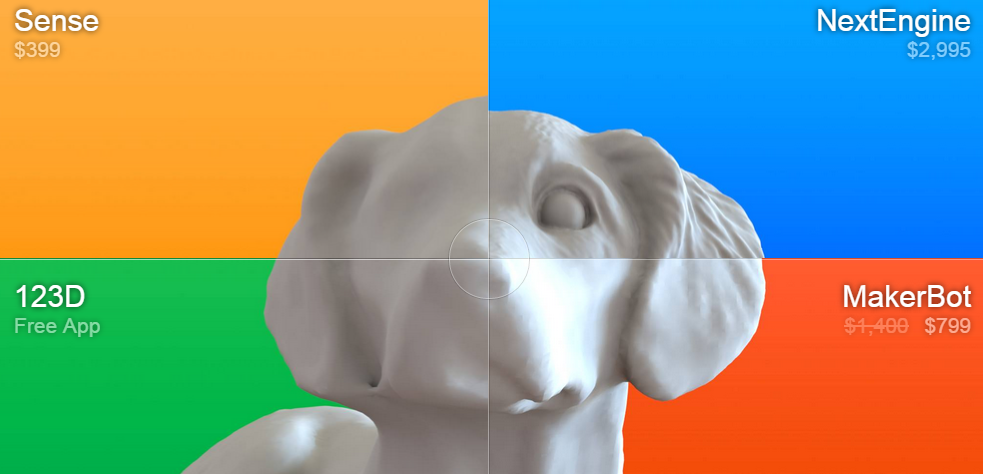 Sense
$399
NextEngine
$2,995
123D
Free App
MakerBot
$1,400 $799